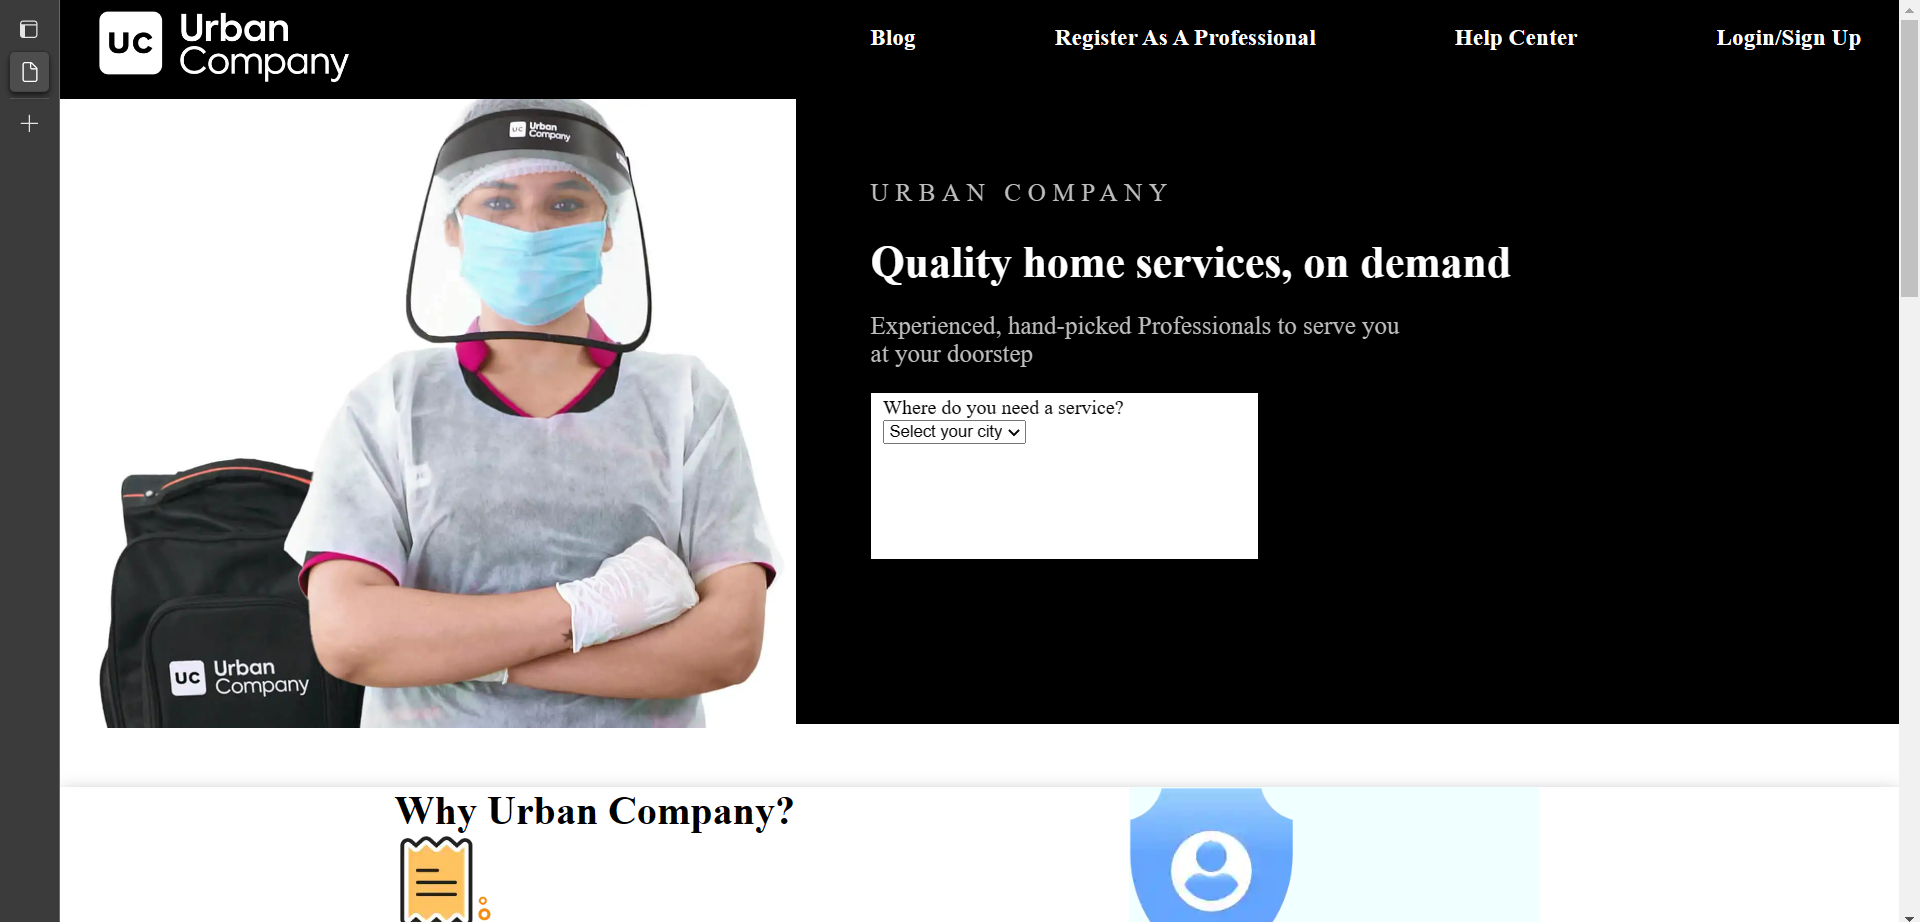 UC
Urban
Company
Blog
Register As A Professional
Help Center
Login/Sign Up
UC Urban
Company
URBAN COMPANY
Quality home services, on demand
Experienced, hand-picked Professionals to serve you
at your doorstep
Where do you need a service?
Select your city
UC
Urban
Company
Why Urban Company?